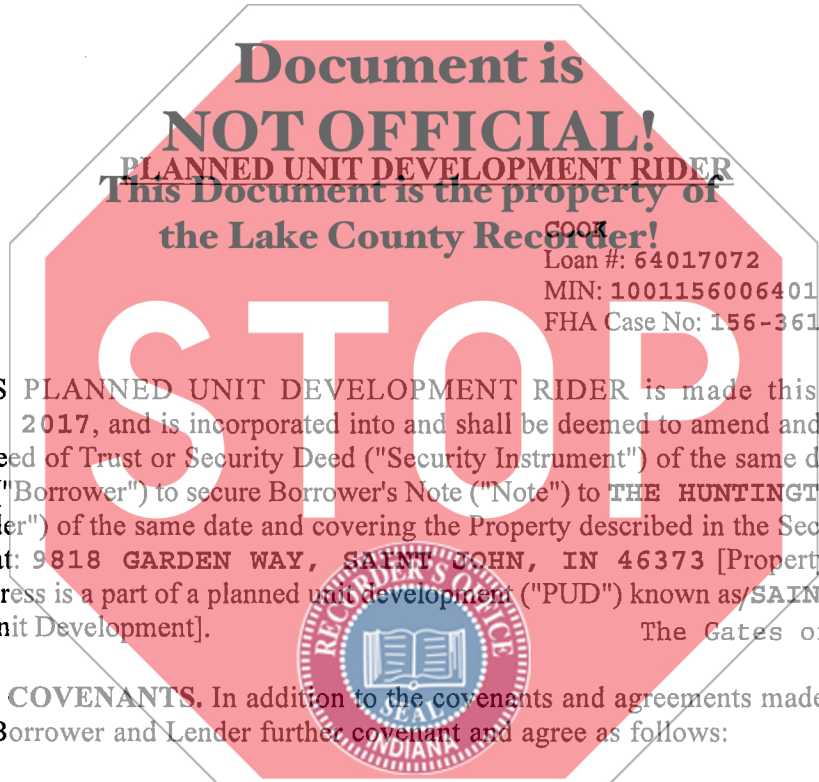 Document is
NOT OFFICIAL!
PLANNED UNIT DEVELOPMENT RIDER
This Document is the property of
the Lake County Recorder!
COOK
Loan #: 64017072
MIN: 1001156006401
FHA Case No: 156-361
STOP
S PLANNED UNIT DEVELOPMENT RIDER is made this
2017, and is incorporated into and shall be deemed to amend and
eed of Trust or Security Deed ("Security Instrument") of the same d
"Borrower") to secure Borrower's Note ("Note") to THE HUNTINGT
er") of the same date and covering the Property described in the Sec
at: 9818 GARDEN WAY, SAINT JOHN, IN 46373 [Property
ress is a part of a planned unit development ("PUD") known as/SAIN
nit Development].
The Gates o
COVENANTS. In addition to the covenants and agreements made
Borrower and Lender further covenant and agree as follows:
RECORDER'S OFFICE
SEAL
INDIANA